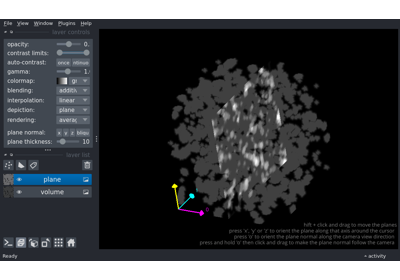 File View Window Plugins Help
layer controls
opacity: 0.
contrast limits:
auto-contrast: once
gamma: 1.
colormap:
blending:
interpolation: linear
depiction: plane
rendering:
plane normal: x y z
plane thickness: 10
layer list
plane
volume
shift + click and drag to move the plane
press 'x', 'y' or 'z' to orient the plane along that axis around the cursor
press 'o' to orient the plane normal along the camera view direction
press and hold 'o' then click and drag to make the plane normal follow the camera
Ready
activity